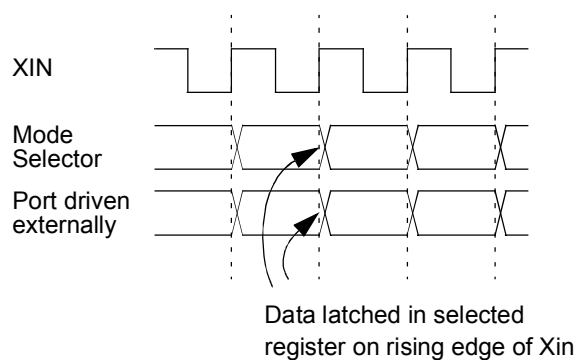 XIN
Mode
Selector
Port driven
externally
Data latched in selected
register on rising edge of Xin